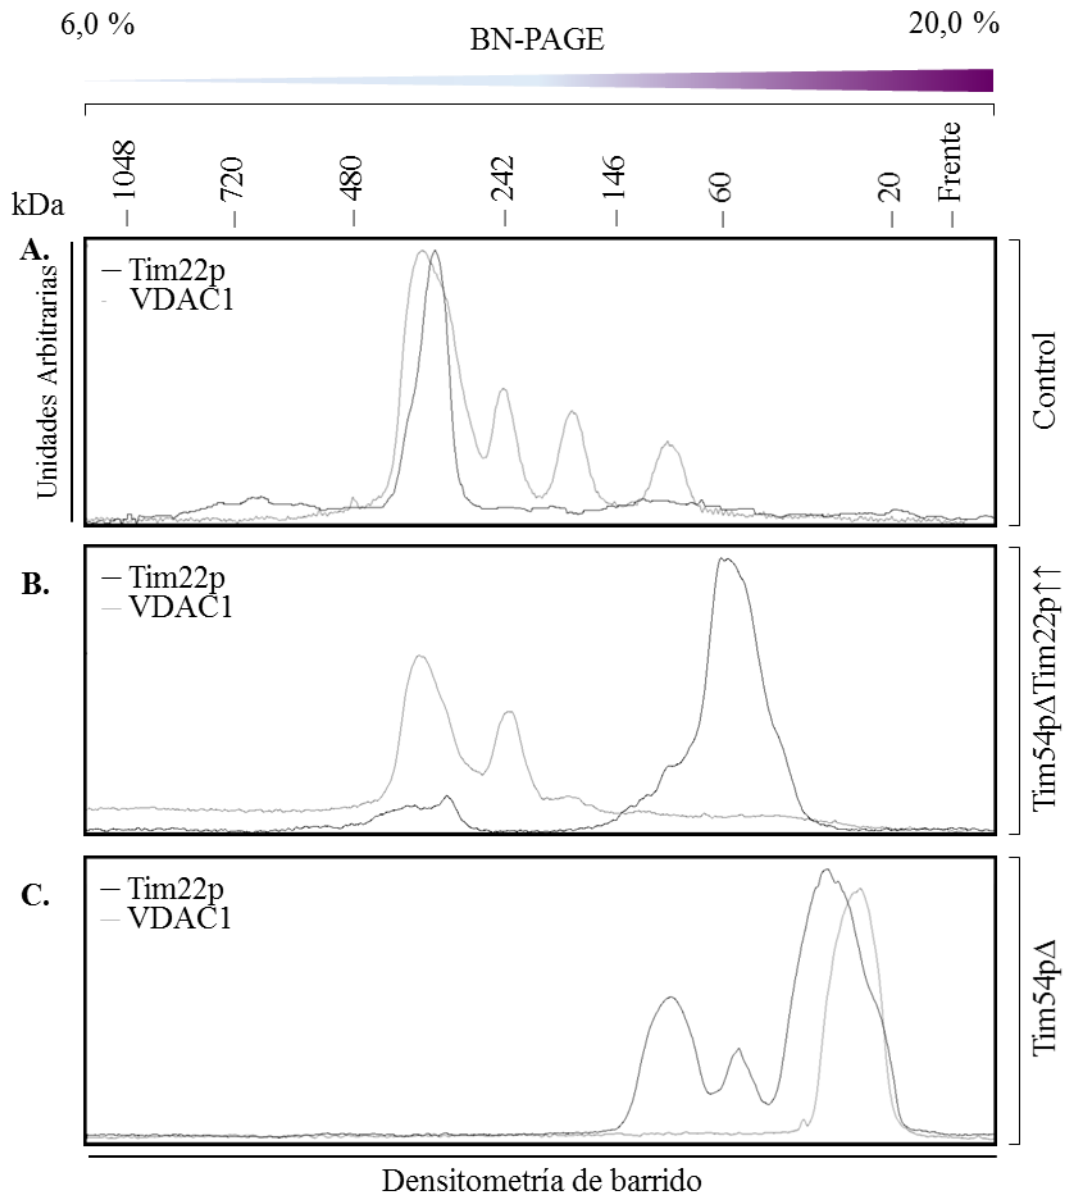 6,0 %
BN-PAGE
20,0 %
kDa
1048
720
480
242
146
60
20
Frente
A.
Unidades Arbitrarias
Tim22p
VDAC1
Control
B.
Tim22p
VDAC1
Tim54pΔTim22p↑↑
C.
Tim22p
VDAC1
Tim54pΔ
Densitometría de barrido